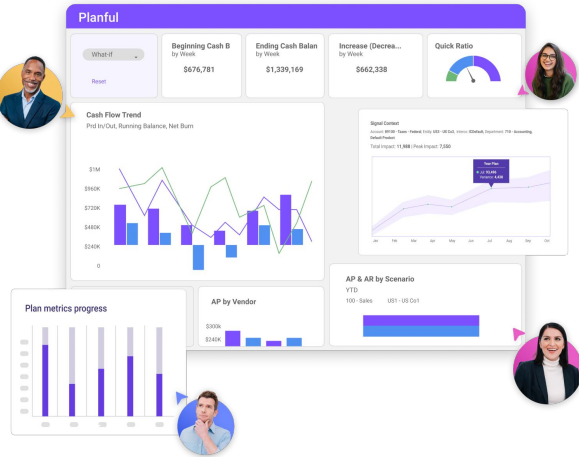 Planful
What-if
Reset
Beginning Cash B
by Week
$676,781
Ending Cash Balan
by Week
$1,339,169
Increase (Decrea...
by Week
$662,338
Quick Ratio
Cash Flow Trend
Prd In/Out, Running Balance, Net Burn
$1M
$960K
$720K
$480K
$240K
0
Signal Context
Total Impact: 11,988 | Peak Impact: 7,550
Your Plan
Jan
Feb
Mar
Apr
May
Jun
Jul
Aug
Sep
Oct
AP & AR by Scenario
YTD
100 - Sales US1 - US Co1
AP by Vendor
$300k
$240K
Plan metrics progress